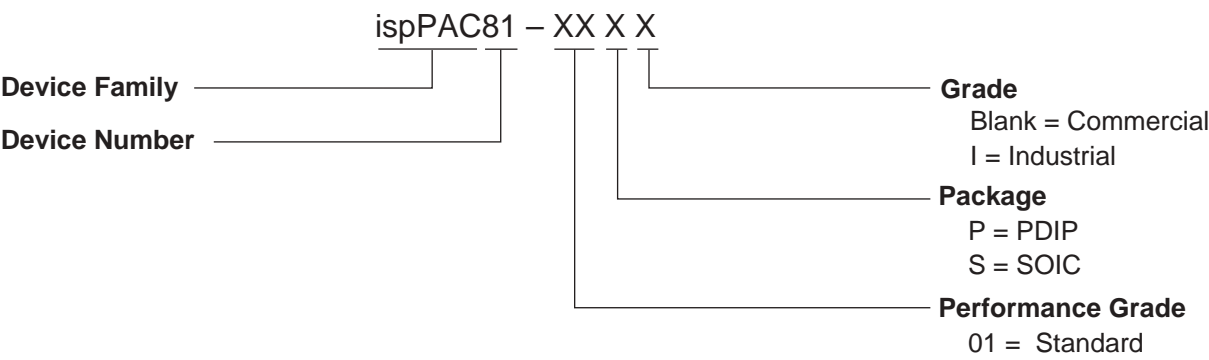 ispPAC81 – XX X X
Device Family
Device Number
Grade
Blank = Commercial
I = Industrial
Package
P = PDIP
S = SOIC
Performance Grade
01 = Standard